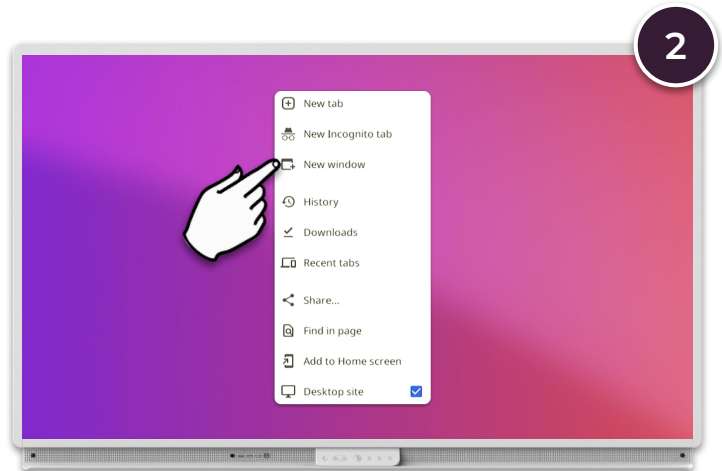 2
New tab
New Incognito tab
New window
History
Downloads
Recent tabs
Share...
Find in page
Add to Home screen
Desktop site